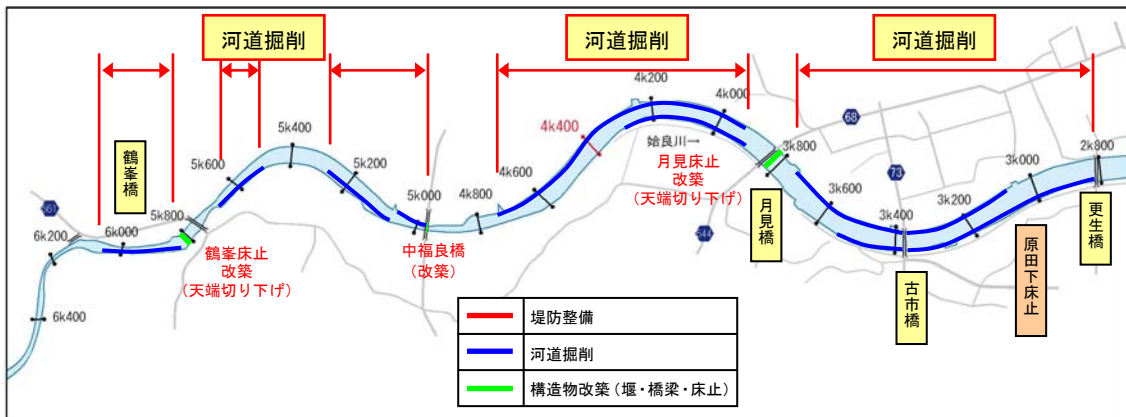 河道掘削
河道掘削
河道掘削
鶴峯橋
6k400
6k200
6k000
5k800
5k600
5k400
5k200
5k000
4k800
4k600
4k400
4k200
4k000
3k800
3k600
3k400
3k200
3k000
2k800
68
73
544
561
姶良川→
鶴峯床止
改築
(天端切り下げ)
中福良橋
(改築)
月見床止
改築
(天端切り下げ)
月見橋
古市橋
原田下床止
更生橋
堤防整備
河道掘削
構造物改築(堰・橋梁・床止)